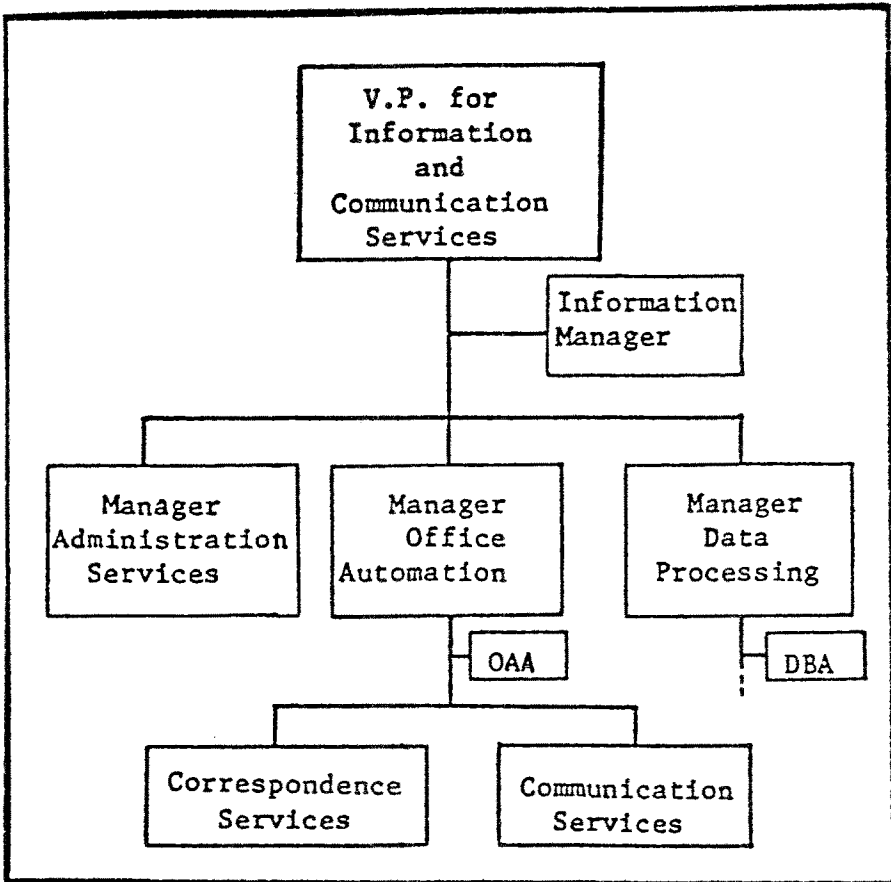 V.P. for
Information
and
Communication
Services
Information
Manager
Manager
Administration
Services
Manager
Office
Automation
Manager
Data
Processing
OAA
DBA
Correspondence
Services
Communication
Services